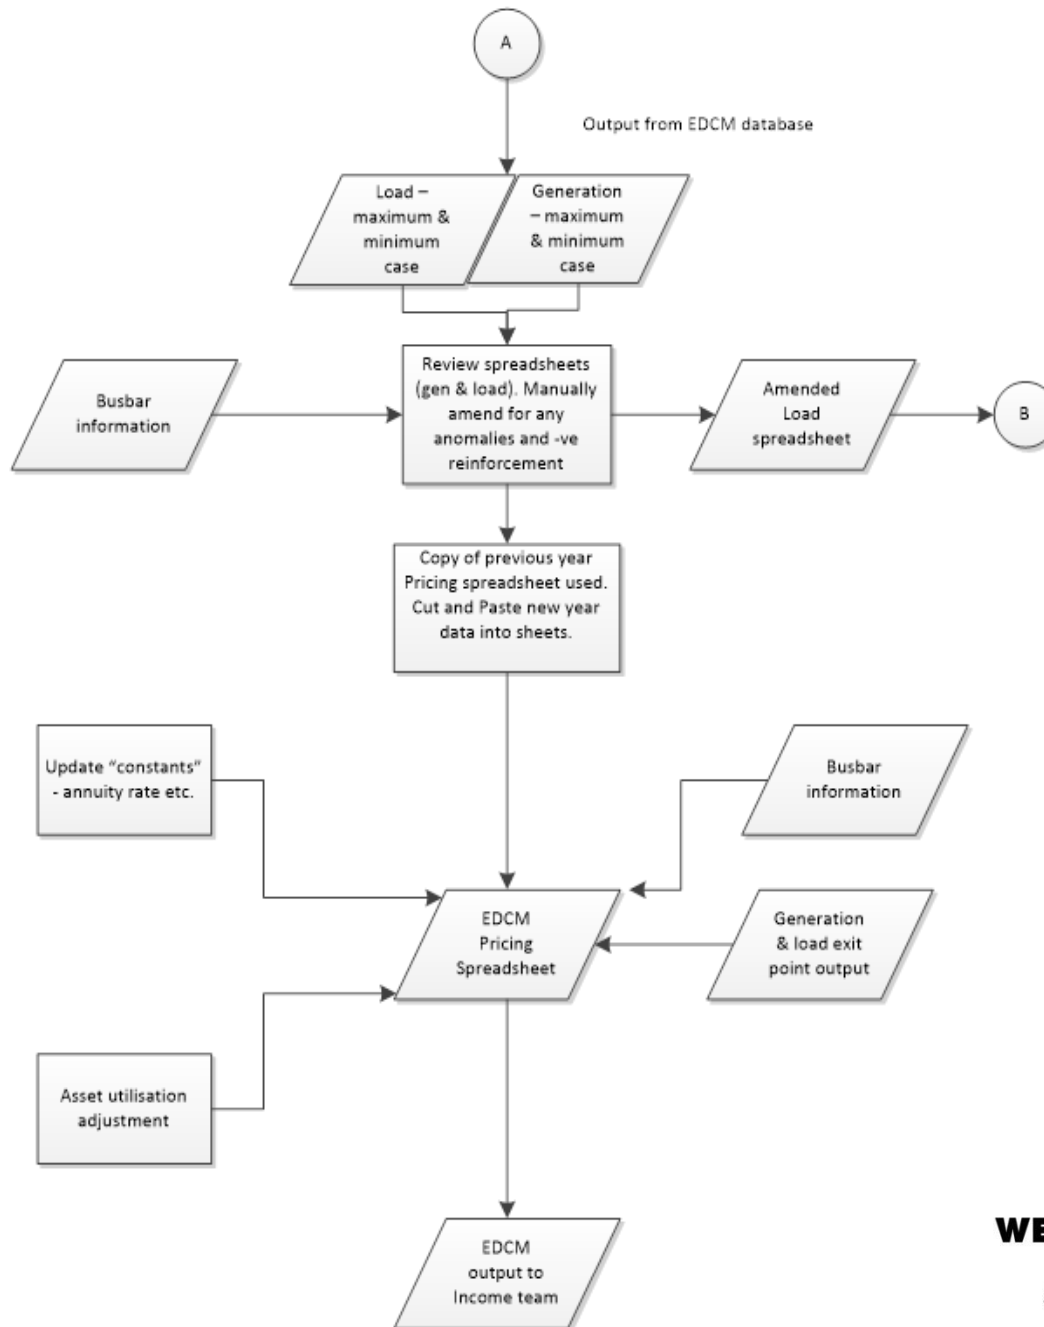 A
Output from EDCM database
Load –
maximum &
minimum
case
Generation
– maximum
& minimum
case
Busbar
information
Review spreadsheets
(gen & load). Manually
amend for any
anomalies and -ve
reinforcement
Amended
Load
spreadsheet
B
Copy of previous year
Pricing spreadsheet used.
Cut and Paste new year
data into sheets.
Update “constants”
- annuity rate etc.
Busbar
information
EDCM
Pricing
Spreadsheet
Generation
& load exit
point output
Asset utilisation
adjustment
EDCM
output to
Income team
WE